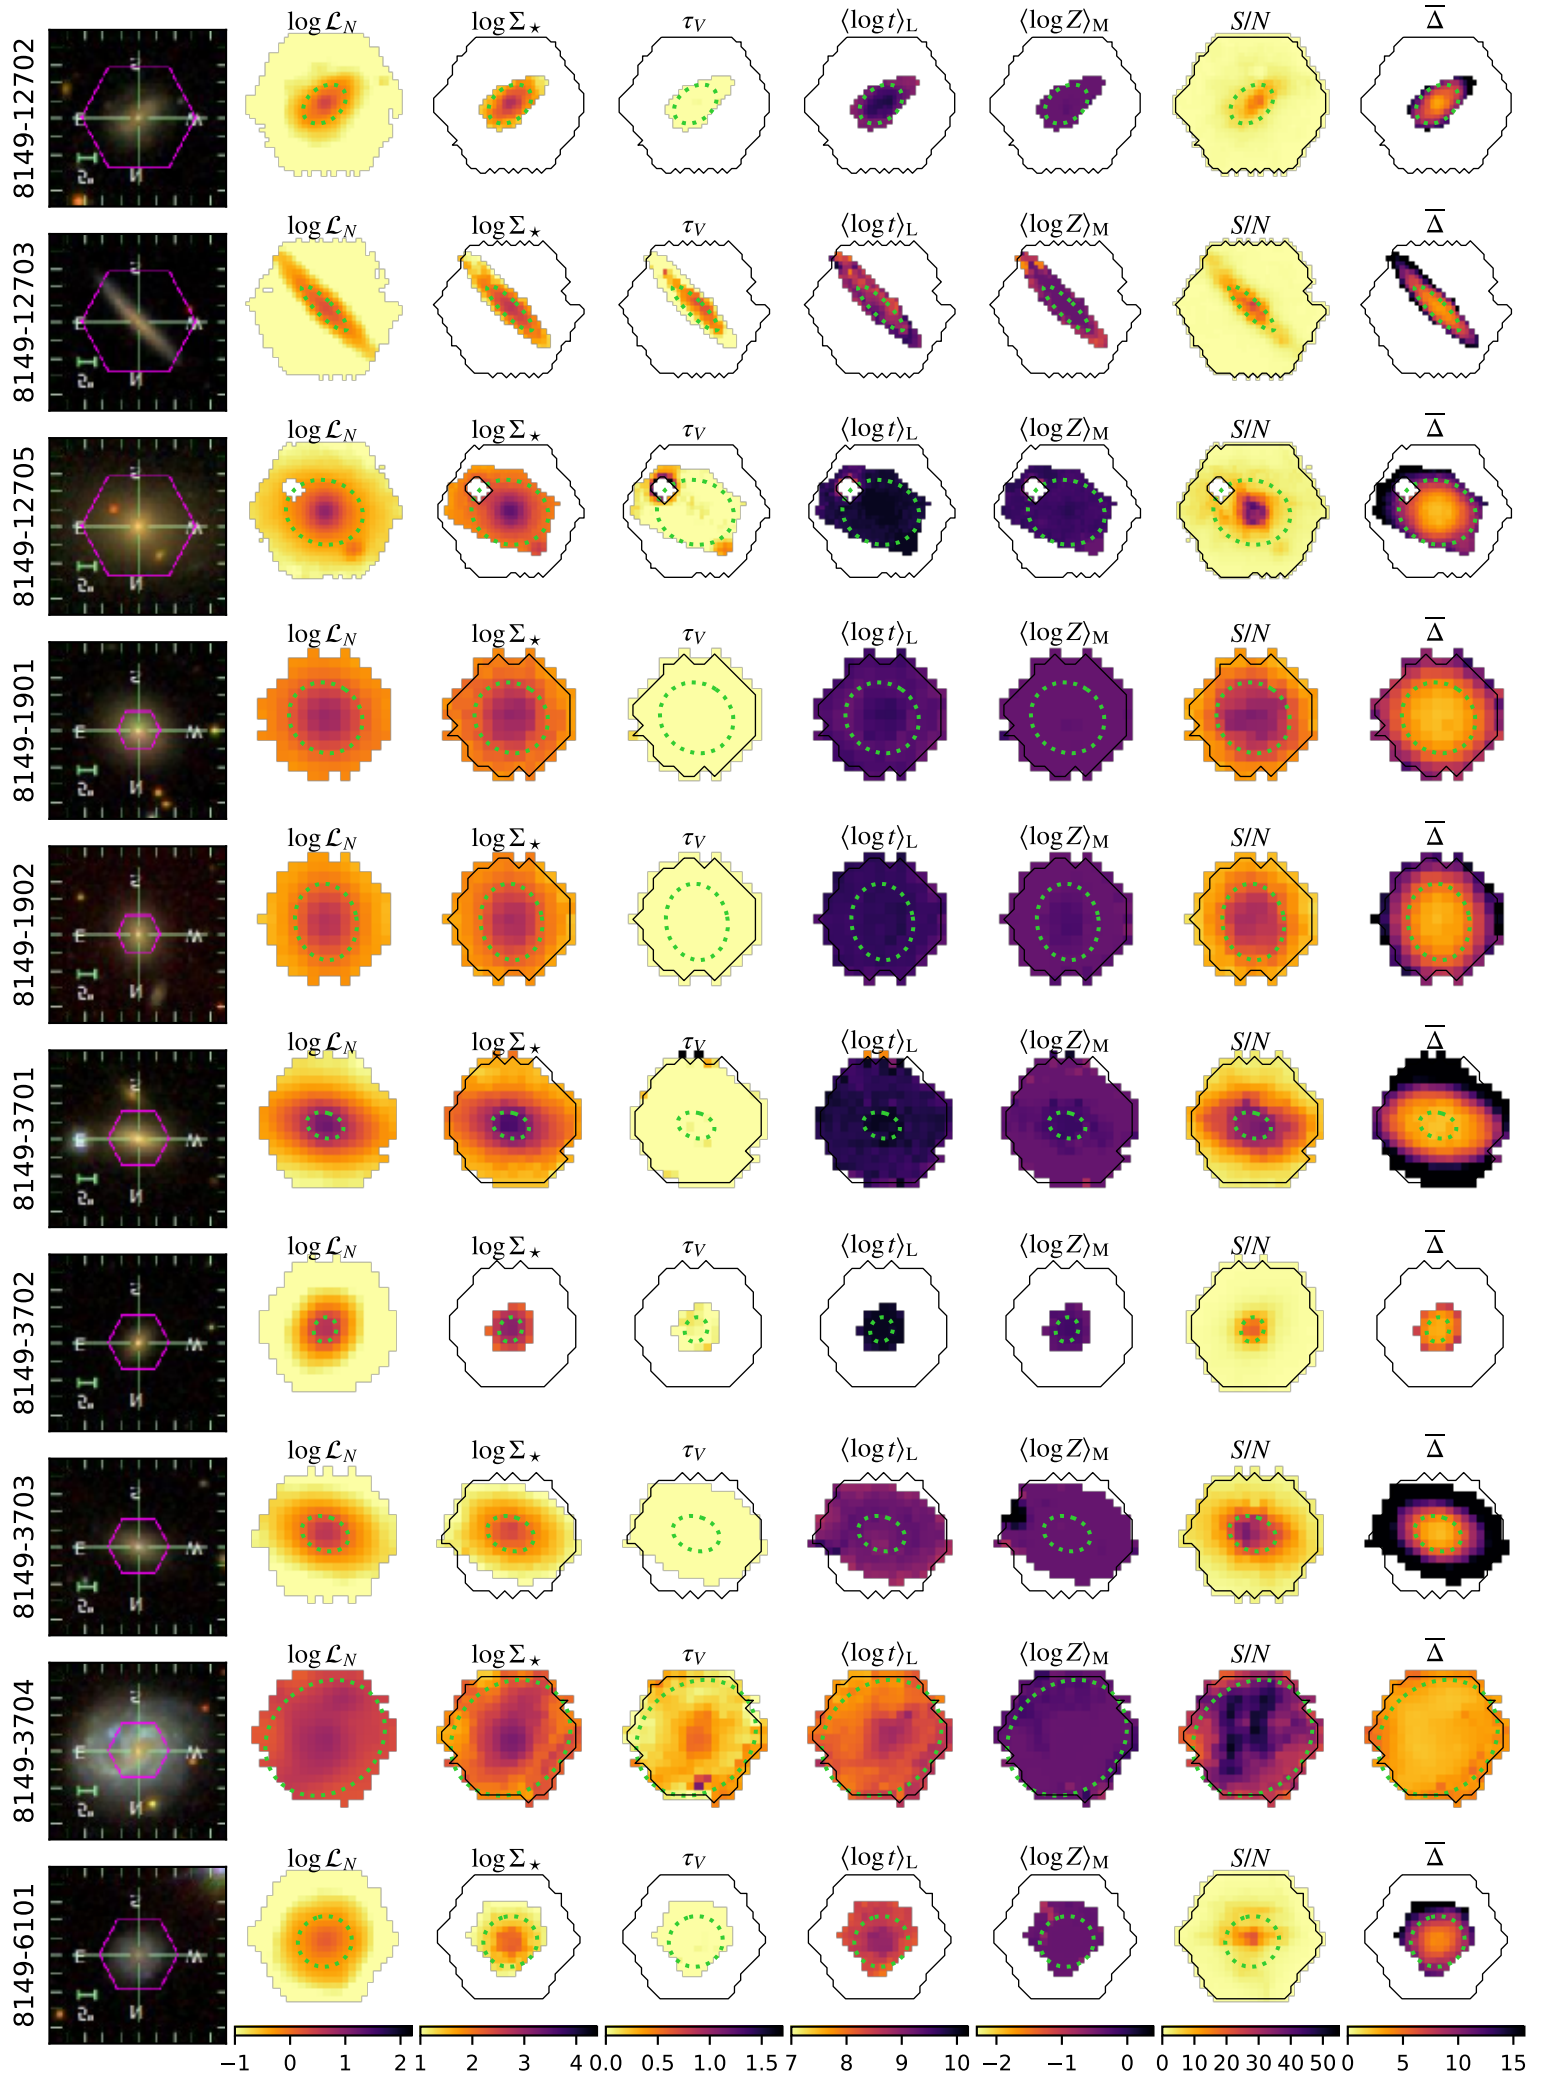 log 𝓛_N log Σ⋆ τ_V ⟨log t⟩_L ⟨log Z⟩_M S/N Δ̅
8149-12702
log 𝓛_N log Σ⋆ τ_V ⟨log t⟩_L ⟨log Z⟩_M S/N Δ̅
8149-12703
log 𝓛_N log Σ⋆ τ_V ⟨log t⟩_L ⟨log Z⟩_M S/N Δ̅
8149-12705
log 𝓛_N log Σ⋆ τ_V ⟨log t⟩_L ⟨log Z⟩_M S/N Δ̅
8149-1901
log 𝓛_N log Σ⋆ τ_V ⟨log t⟩_L ⟨log Z⟩_M S/N Δ̅
8149-1902
log 𝓛_N log Σ⋆ τ_V ⟨log t⟩_L ⟨log Z⟩_M S/N Δ̅
8149-3701
log 𝓛_N log Σ⋆ τ_V ⟨log t⟩_L ⟨log Z⟩_M S/N Δ̅
8149-3702
log 𝓛_N log Σ⋆ τ_V ⟨log t⟩_L ⟨log Z⟩_M S/N Δ̅
8149-3703
log 𝓛_N log Σ⋆ τ_V ⟨log t⟩_L ⟨log Z⟩_M S/N Δ̅
8149-3704
log 𝓛_N log Σ⋆ τ_V ⟨log t⟩_L ⟨log Z⟩_M S/N Δ̅
8149-6101
−1 0 1 2 1 2 3 4 0.0 0.5 1.0 1.5 7 8 9 10 −2 −1 0 0 10 20 30 40 50 0 5 10 15